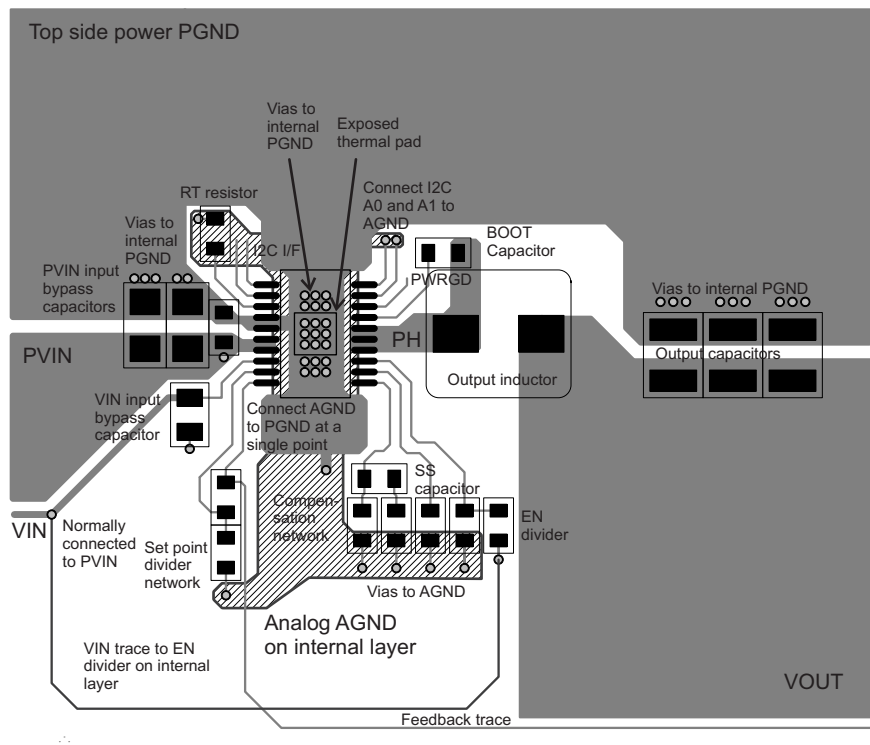 Top side power PGND
Vias to
internal
PGND
Exposed
thermal pad
RT resistor
Connect I2C
A0 and A1 to
AGND
Vias to
internal
PGND
I2C I/F
BOOT
Capacitor
PVIN input
bypass
capacitors
PWRGD
Vias to internal PGND
PVIN
PH
Output capacitors
Output inductor
VIN input
bypass
capacitor
Connect AGND
to PGND at a
single point
SS
capacitor
Compen-
sation
network
EN
divider
VIN
Normally
connected
to PVIN
Set point
divider
network
Vias to AGND
Analog AGND
on internal layer
VIN trace to EN
divider on internal
layer
VOUT
Feedback trace